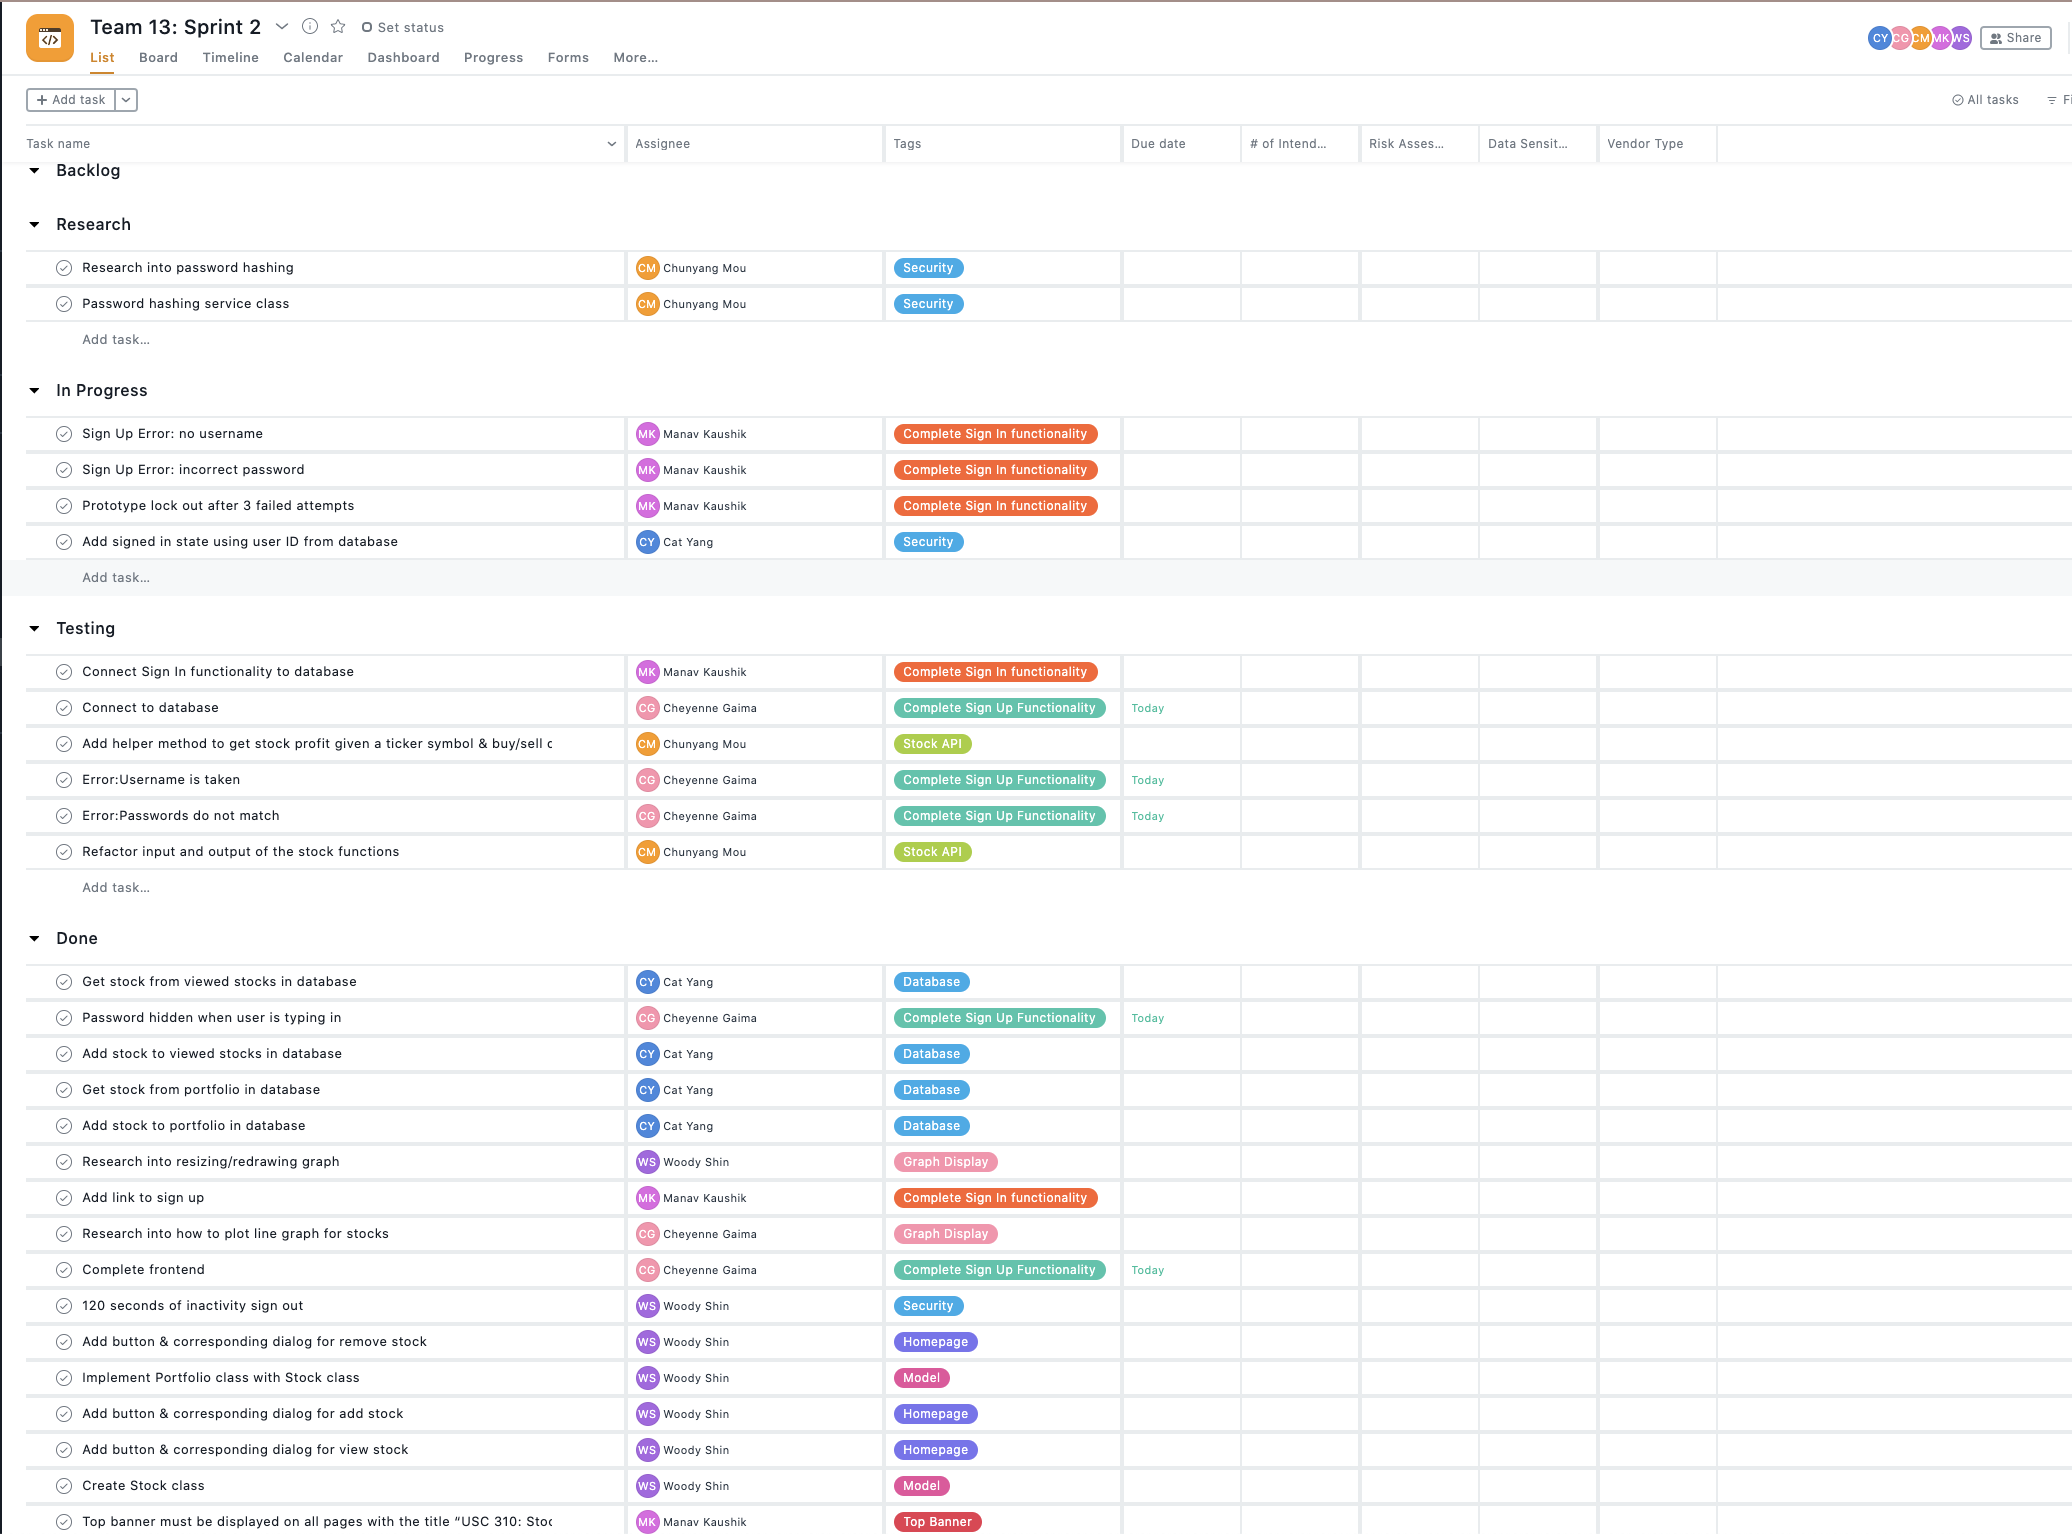 Team 13: Sprint 2 Set status
List Board Timeline Calendar Dashboard Progress Forms More...
CY CG CM MK WS Share
+ Add task
All tasks
Task name Assignee Tags Due date # of Intend... Risk Asses... Data Sensit... Vendor Type
Backlog
Research
Research into password hashing CM Chunyang Mou Security
Password hashing service class CM Chunyang Mou Security
Add task...
In Progress
Sign Up Error: no username MK Manav Kaushik Complete Sign In functionality
Sign Up Error: incorrect password MK Manav Kaushik Complete Sign In functionality
Prototype lock out after 3 failed attempts MK Manav Kaushik Complete Sign In functionality
Add signed in state using user ID from database CY Cat Yang Security
Add task...
Testing
Connect Sign In functionality to database MK Manav Kaushik Complete Sign In functionality
Connect to database CG Cheyenne Gaima Complete Sign Up Functionality Today
Add helper method to get stock profit given a ticker symbol & buy/sell CM Chunyang Mou Stock API
Error:Username is taken CG Cheyenne Gaima Complete Sign Up Functionality Today
Error:Passwords do not match CG Cheyenne Gaima Complete Sign Up Functionality Today
Refactor input and output of the stock functions CM Chunyang Mou Stock API
Add task...
Done
Get stock from viewed stocks in database CY Cat Yang Database
Password hidden when user is typing in CG Cheyenne Gaima Complete Sign Up Functionality Today
Add stock to viewed stocks in database CY Cat Yang Database
Get stock from portfolio in database CY Cat Yang Database
Add stock to portfolio in database CY Cat Yang Database
Research into resizing/redrawing graph WS Woody Shin Graph Display
Add link to sign up MK Manav Kaushik Complete Sign In functionality
Research into how to plot line graph for stocks CG Cheyenne Gaima Graph Display
Complete frontend CG Cheyenne Gaima Complete Sign Up Functionality Today
120 seconds of inactivity sign out WS Woody Shin Security
Add button & corresponding dialog for remove stock WS Woody Shin Homepage
Implement Portfolio class with Stock class WS Woody Shin Model
Add button & corresponding dialog for add stock WS Woody Shin Homepage
Add button & corresponding dialog for view stock WS Woody Shin Homepage
Create Stock class WS Woody Shin Model
Top banner must be displayed on all pages with the title "USC 310: MK Manav Kaushik Top Banner